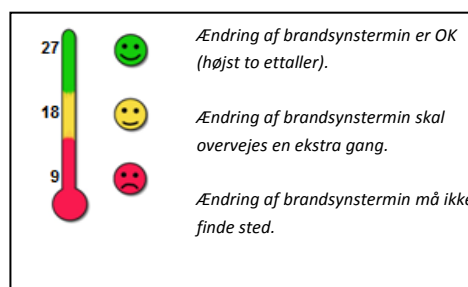 27
Ændring af brandsynstermin er OK
(højst to ettaller).
18
Ændring af brandsynstermin skal
overvejes en ekstra gang.
9
Ændring af brandsynstermin må ikke
finde sted.